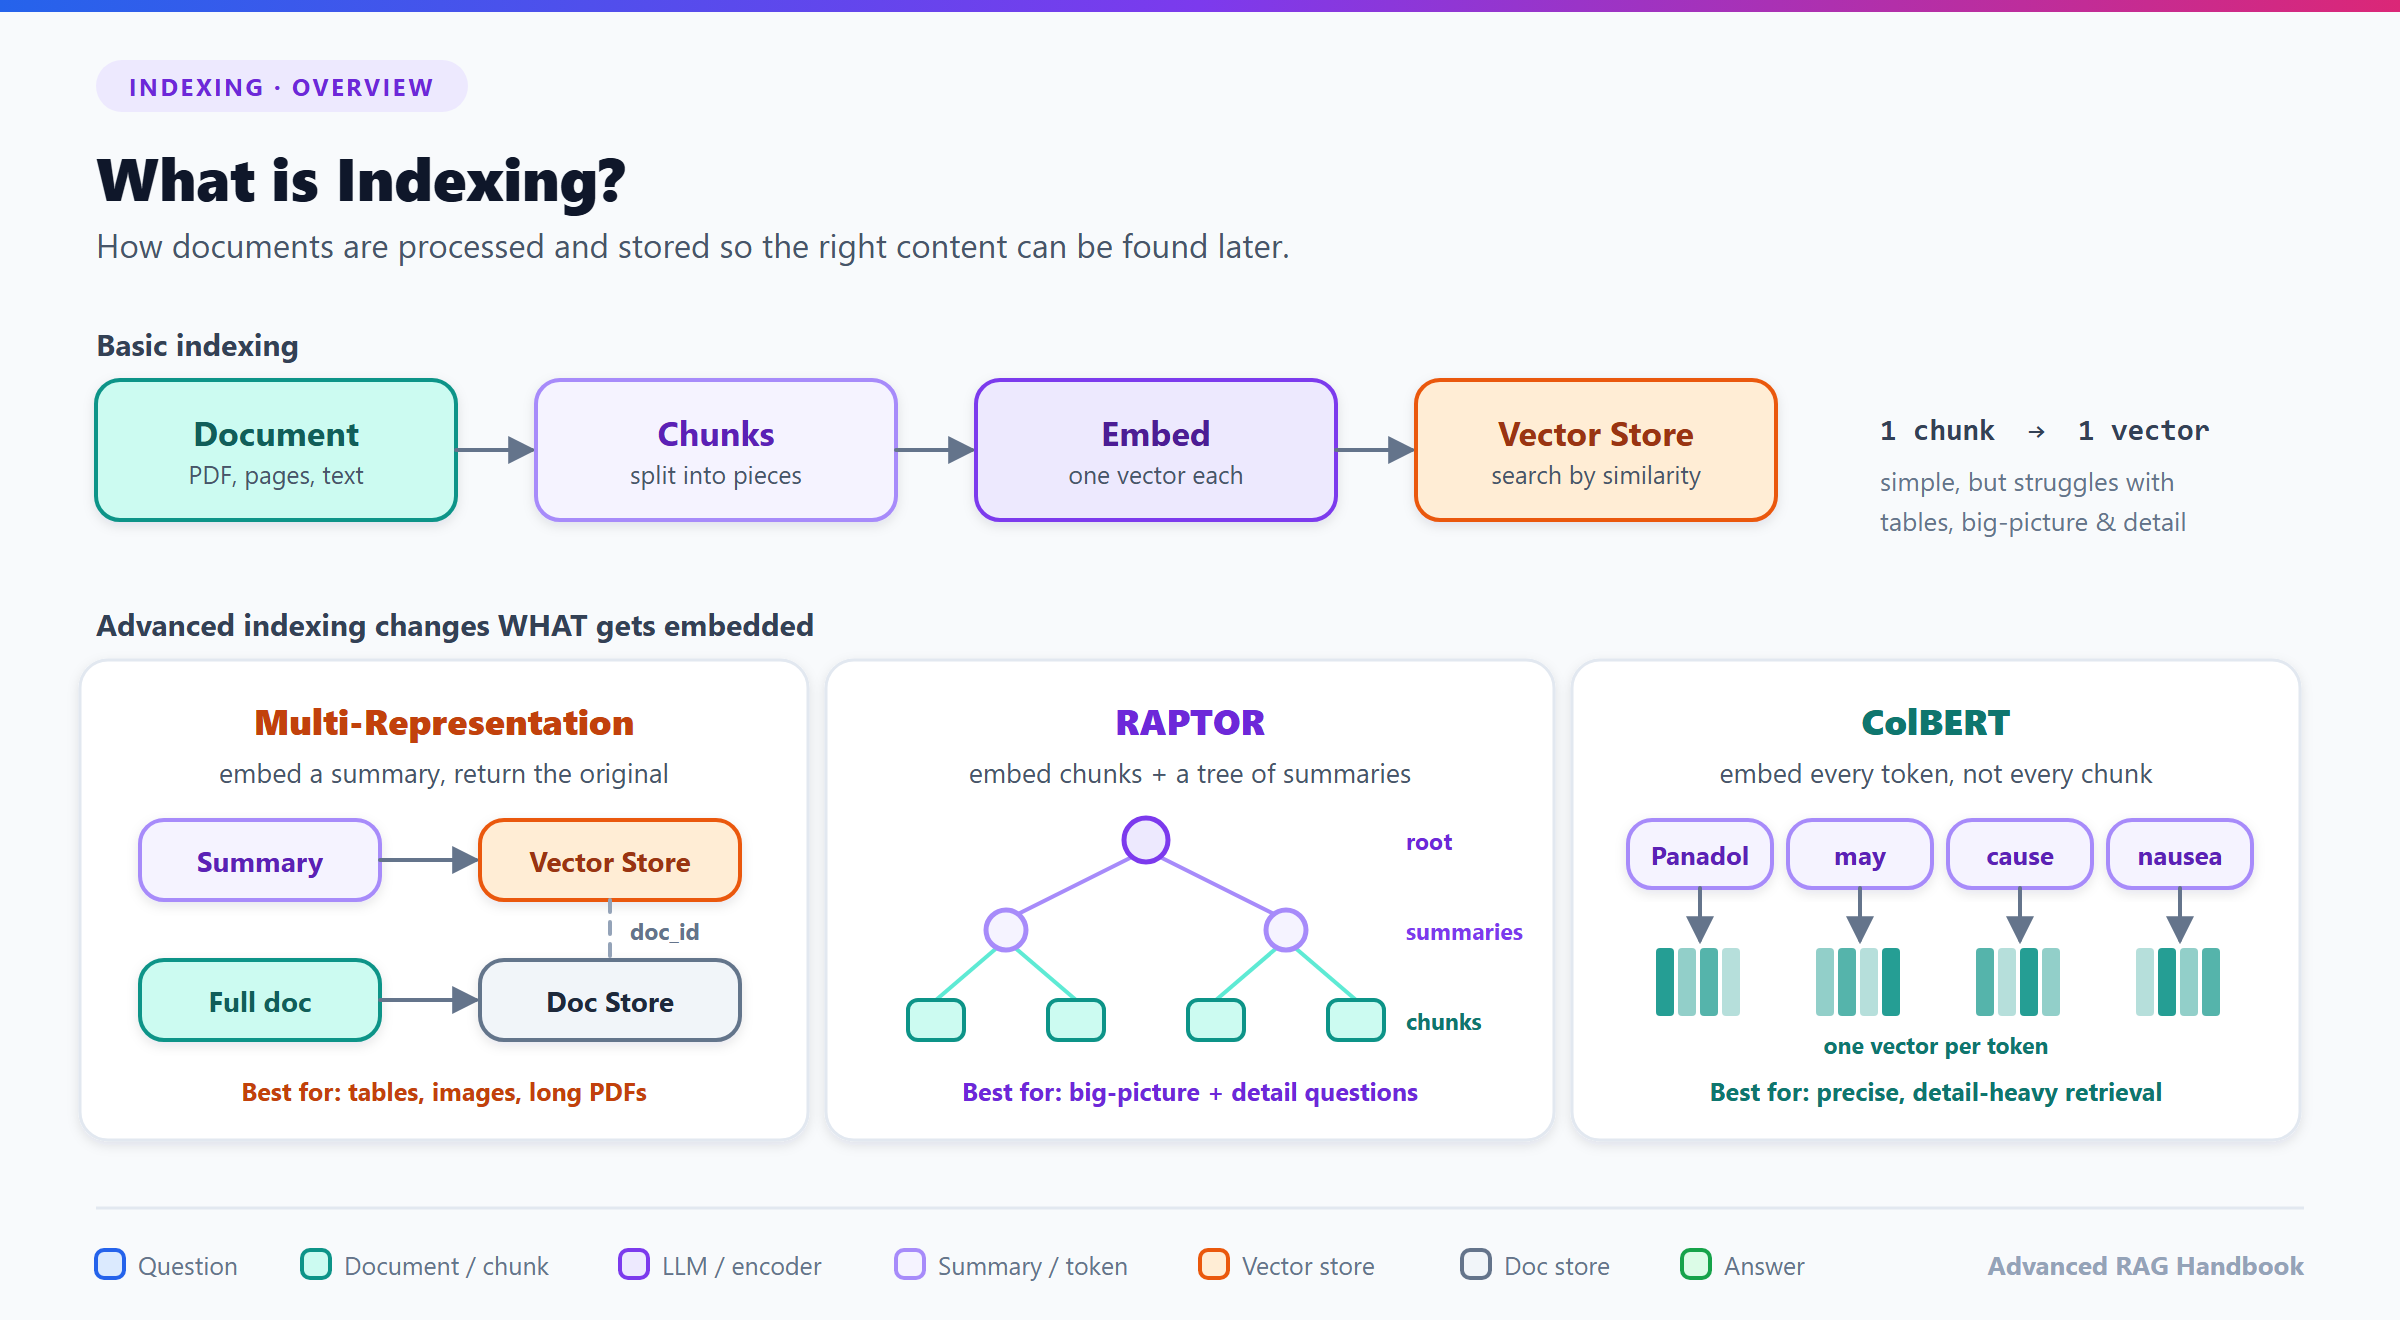 INDEXING · OVERVIEW
What is Indexing?
How documents are processed and stored so the right content can be found later.
Basic indexing
Document
PDF, pages, text
Chunks
split into pieces
Embed
one vector each
Vector Store
search by similarity
1 chunk → 1 vector
simple, but struggles with
tables, big-picture & detail
Advanced indexing changes WHAT gets embedded
Multi-Representation
embed a summary, return the original
Summary
Vector Store
doc_id
Full doc
Doc Store
Best for: tables, images, long PDFs
RAPTOR
embed chunks + a tree of summaries
root
summaries
chunks
Best for: big-picture + detail questions
ColBERT
embed every token, not every chunk
Panadol may cause nausea
one vector per token
Best for: precise, detail-heavy retrieval
Question Document / chunk LLM / encoder Summary / token Vector store Doc store Answer Advanced RAG Handbook